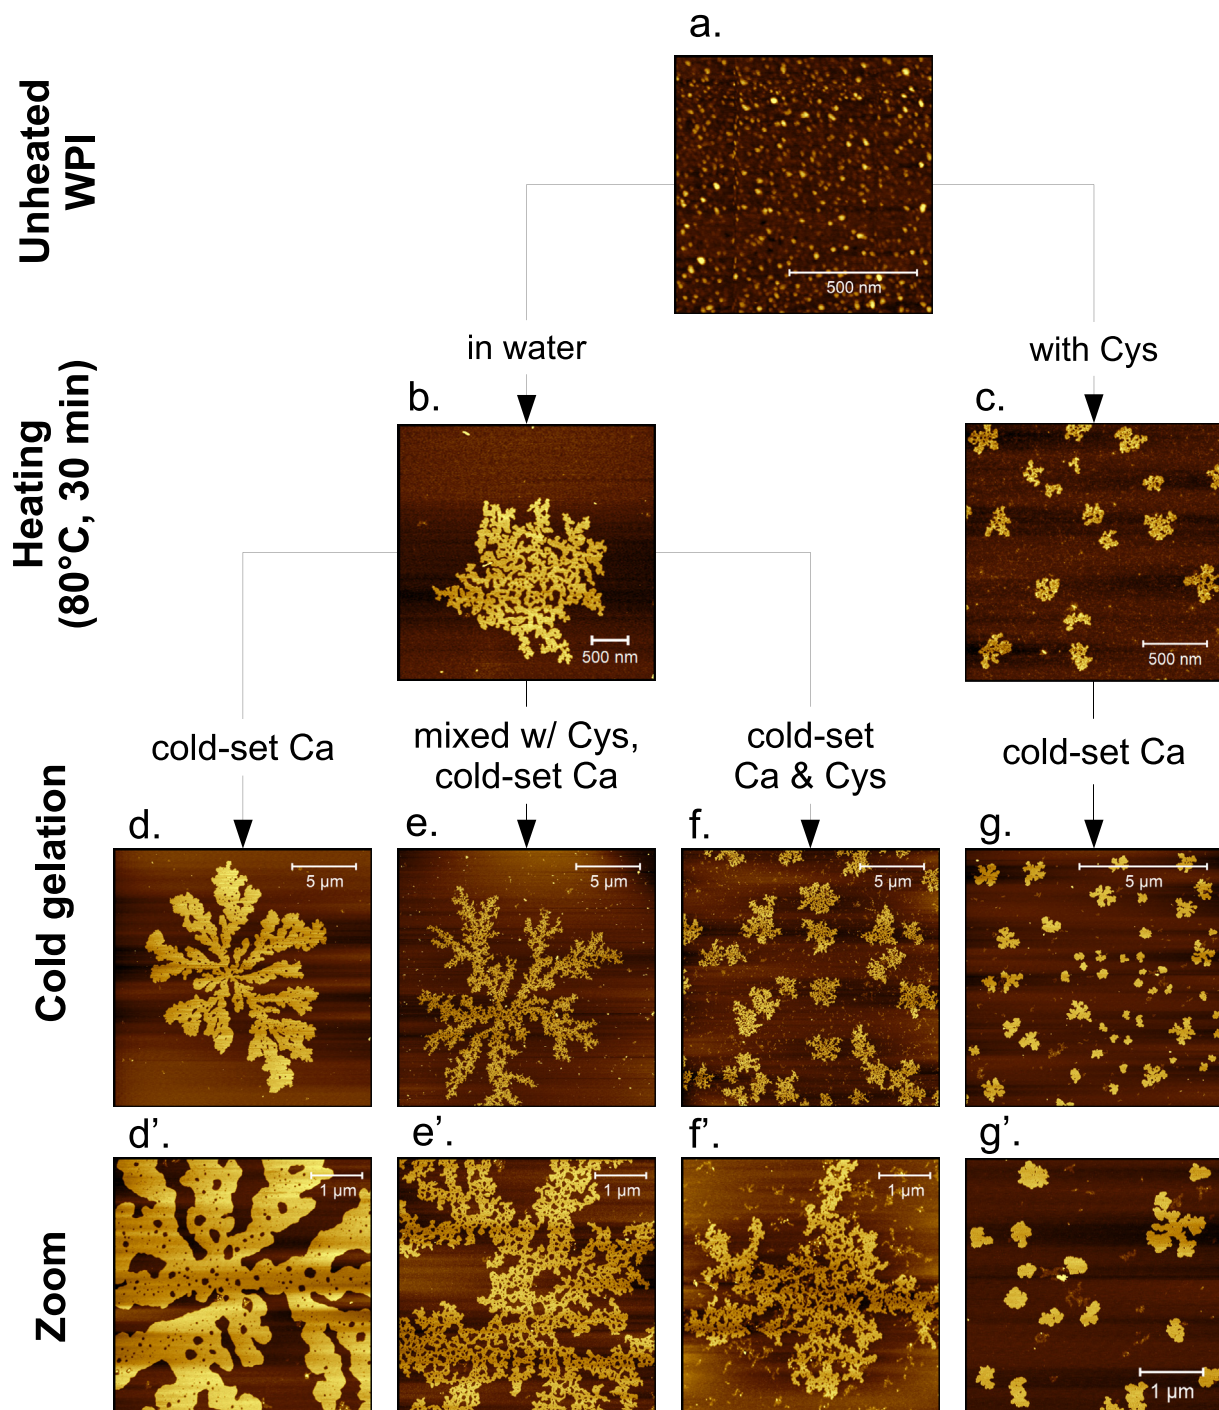 a.
Unheated
WPI
500 nm
in water
with Cys
Heating
(80°C, 30 min)
b.
c.
500 nm
500 nm
cold-set Ca
mixed w/ Cys,
cold-set Ca
cold-set
Ca & Cys
cold-set Ca
Cold gelation
d.
e.
f.
g.
5 µm
5 µm
5 µm
5 µm
Zoom
d’.
e’.
f’.
g’.
1 µm
1 µm
1 µm
1 µm